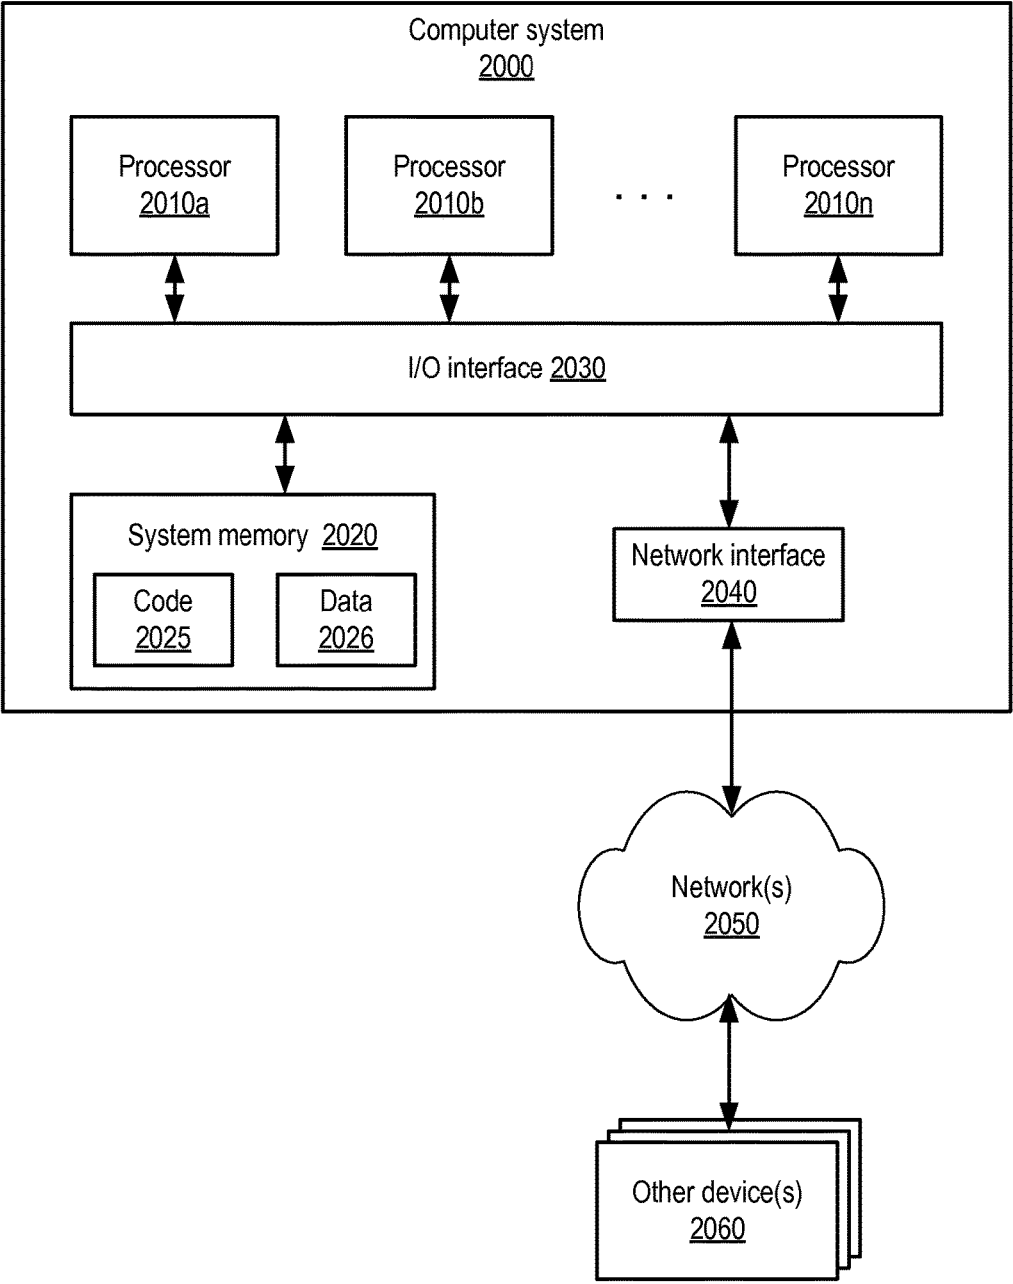 Computer system
2000
Processor
2010a
Processor
2010b
. . .
Processor
2010n
I/O interface 2030
System memory 2020
Code
2025
Data
2026
Network interface
2040
Network(s)
2050
Other device(s)
2060